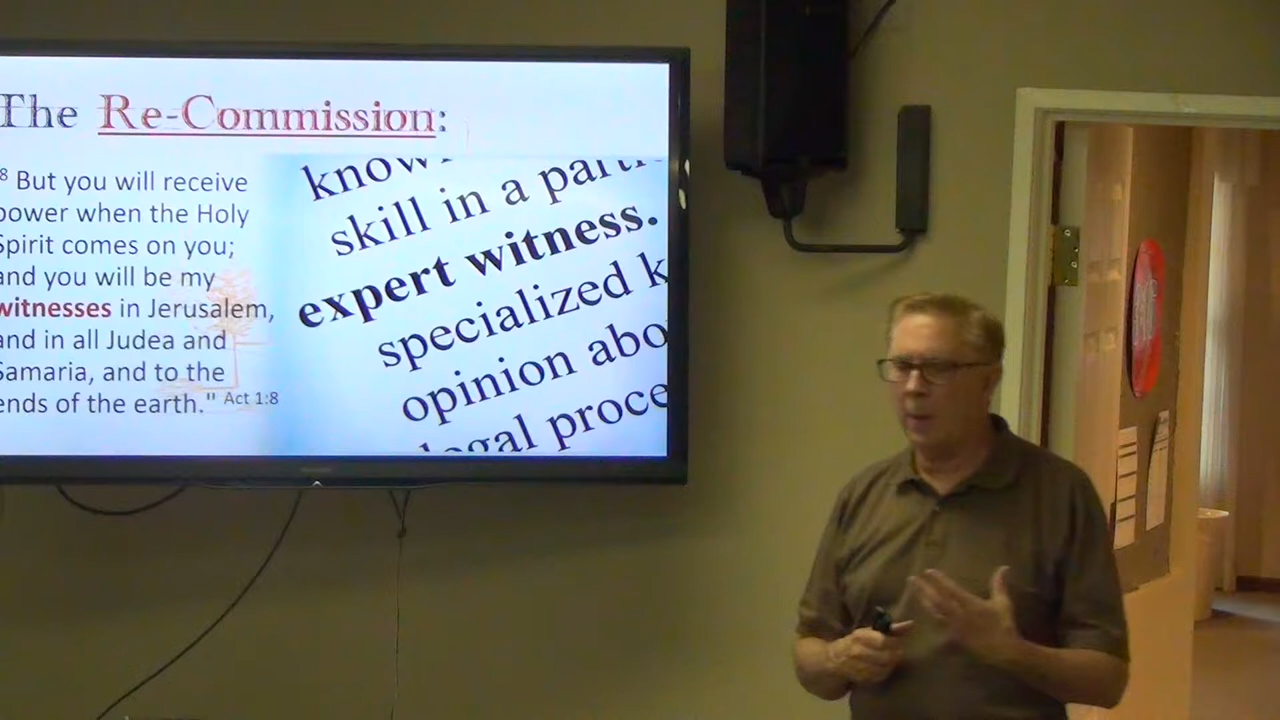 The Re-Commission:
8 But you will receive
power when the Holy
Spirit comes on you;
and you will be my
witnesses in Jerusalem,
and in all Judea and
Samaria, and to the
ends of the earth." Act 1:8
know
skill in a parti
expert witness.
specialized k
opinion abo
legal proce